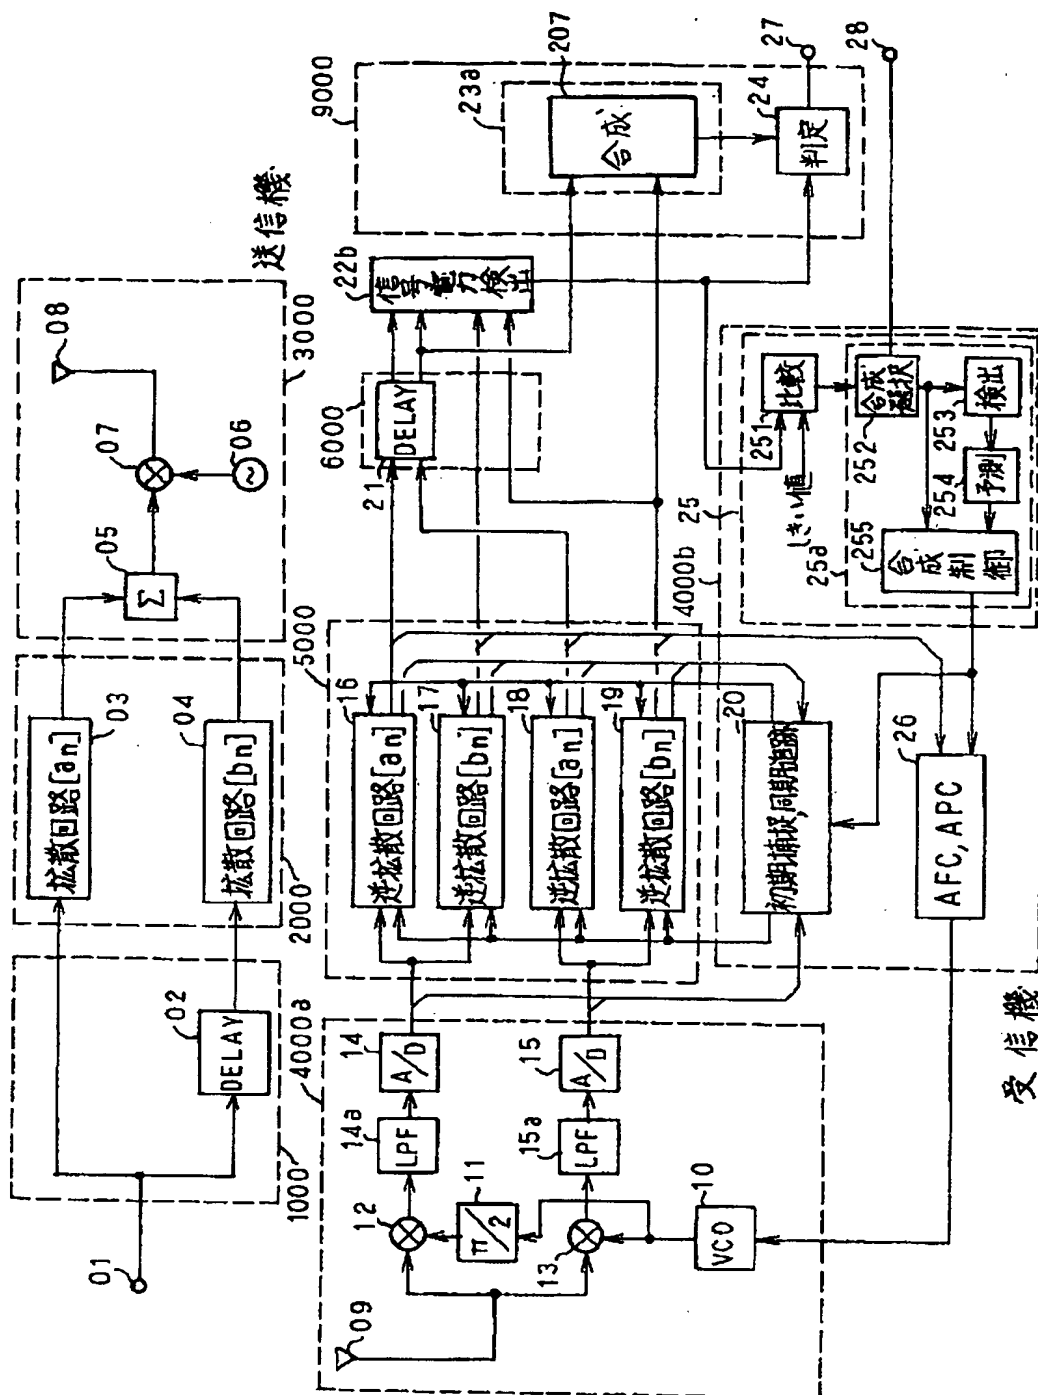 送信機
01
1000
02
DELAY
2000
拡散回路[an]
03
拡散回路[bn]
04
3000
Σ
05
06
07
08
受信機
4000a
09
VCO
10
π/2
11
12
13
LPF
14a
A/D
14
LPF
15a
A/D
15
5000
逆拡散回路[an]
16
逆拡散回路[bn]
17
逆拡散回路[an]
18
逆拡散回路[bn]
19
初期捕捉,同期追跡
20
AFC,APC
26
4000b
6000
DELAY
21
信号電力検出
22b
25
比較
251
しきい値
25a
合成選択
252
検出
253
予測
254
合成制御
255
9000
23a
合成
207
判定
24
27
28